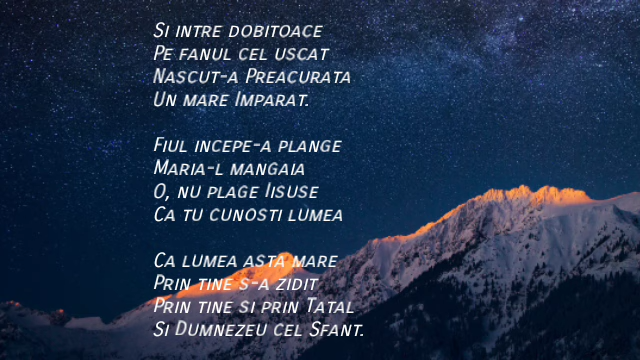 Si intre dobitoace
Pe fanul cel uscat
Nascut-a Preacurata
Un mare Imparat.
Fiul incepe-a plange
Maria-l mangaia
O, nu plage Iisuse
Ca tu cunosti lumea
Ca lumea asta mare
Prin tine s-a zidit
Prin tine si prin Tatal
Si Dumnezeu cel Sfant.